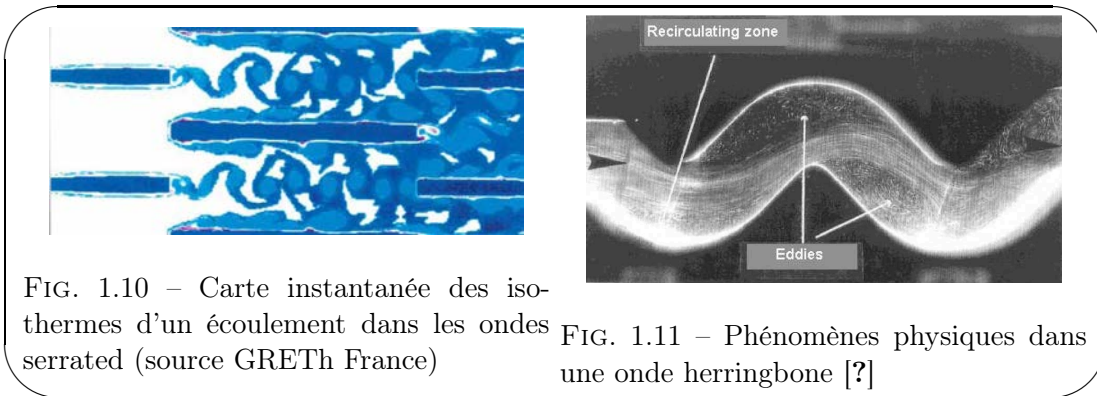 Recirculating zone
Eddies
FIG. 1.10 – Carte instantanée des iso-
thermes d'un écoulement dans les ondes
serrated (source GRETh France)
FIG. 1.11 – Phénomènes physiques dans
une onde herringbone [?]